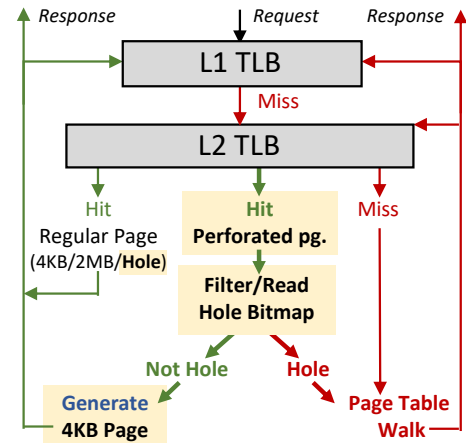 Response Request Response
L1 TLB
Miss
L2 TLB
Hit
Regular Page
(4KB/2MB/Hole)
Hit
Perforated pg.
Miss
Filter/Read
Hole Bitmap
Not Hole
Hole
Generate
4KB Page
Page Table
Walk